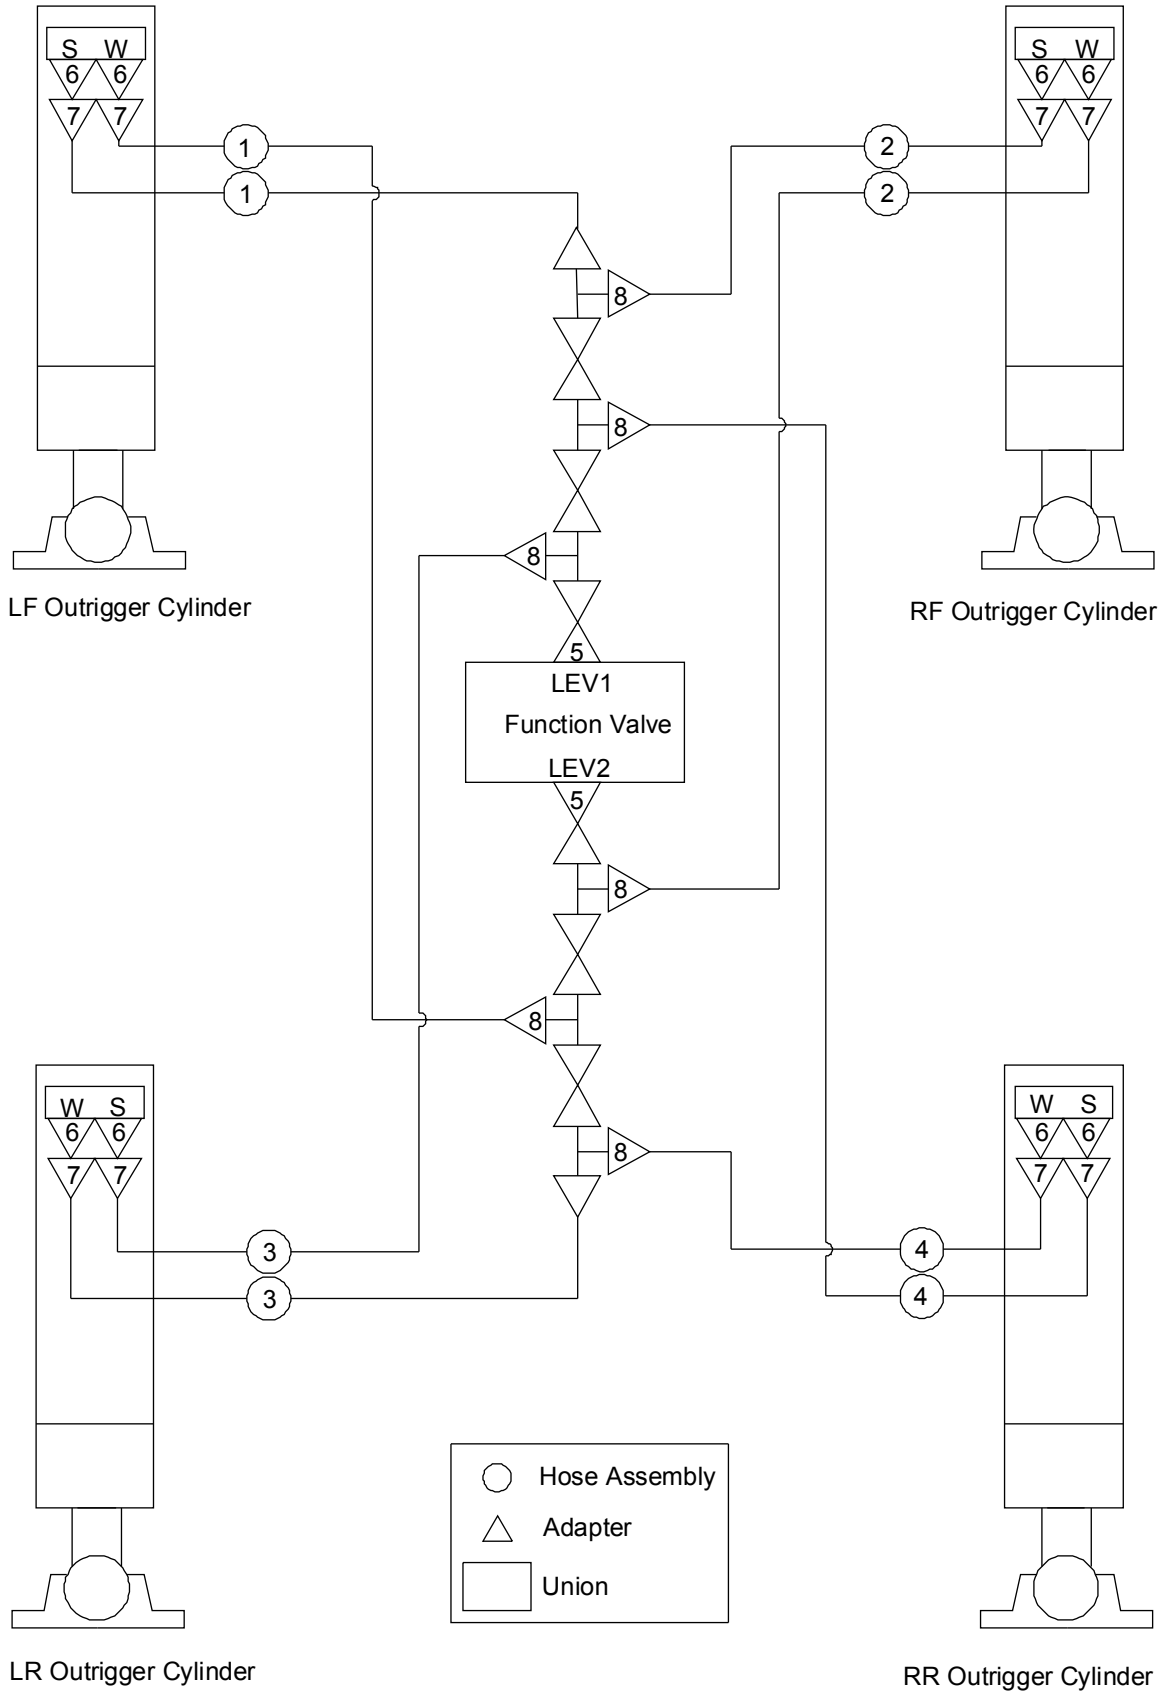 S W
S W
6 6
6 6
7 7
7 7
1
2
1
2
8
8
8
LF Outrigger Cylinder
RF Outrigger Cylinder
5
LEV1
Function Valve
LEV2
5
8
8
W S
W S
6 6
6 6
8
7 7
7 7
3
4
3
4
Hose Assembly
Adapter
Union
LR Outrigger Cylinder
RR Outrigger Cylinder